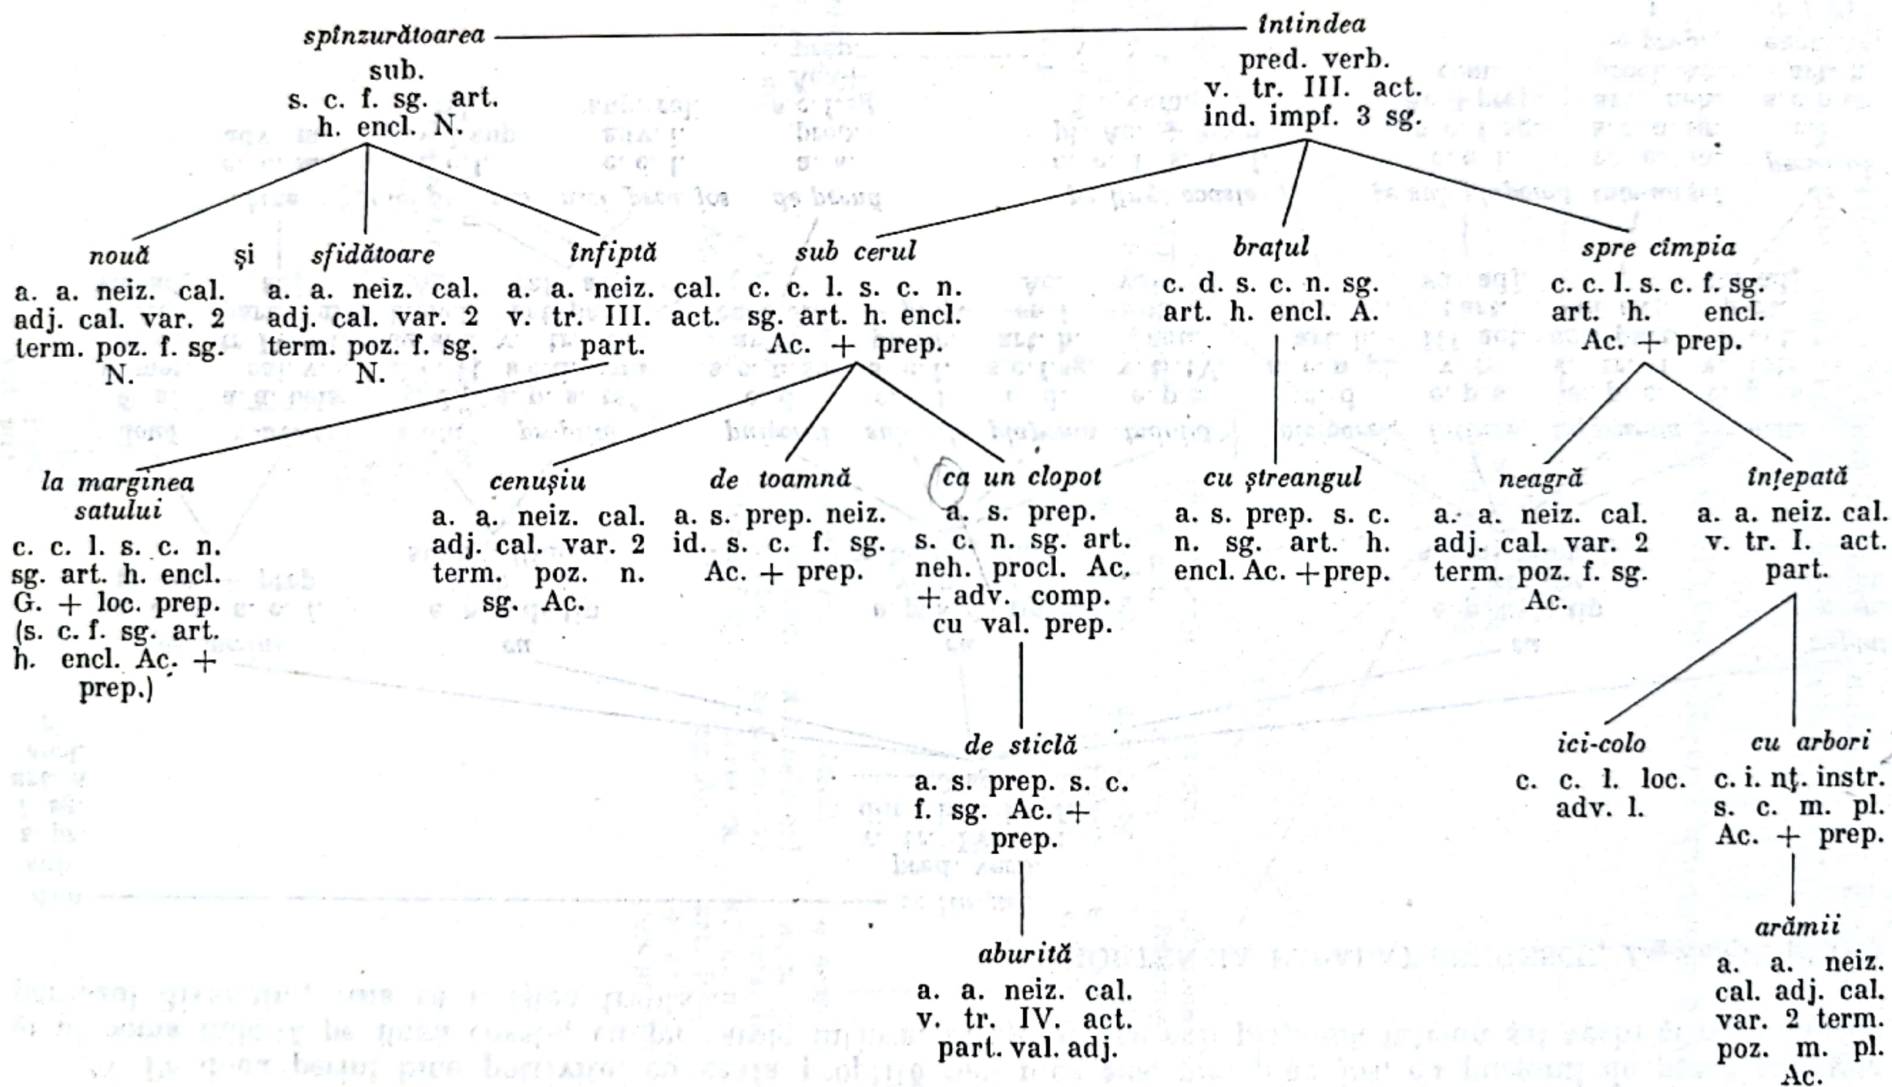 spînzurătoarea
sub.
s. c. f. sg. art.
h. encl. N.
întindea
pred. verb.
v. tr. III. act.
ind. impf. 3 sg.
nouă
a. a. neiz. cal.
adj. cal. var. 2
term. poz. f. sg.
N.
și
sfidătoare
a. a. neiz. cal.
adj. cal. var. 2
term. poz. f. sg.
N.
înfiptă
a. a. neiz. cal.
v. tr. III. act.
part.
sub cerul
c. c. l. s. c. n.
sg. art. h. encl.
Ac. + prep.
brațul
c. d. s. c. n. sg.
art. h. encl. A.
spre cîmpia
c. c. l. s. c. f. sg.
art. h. encl.
Ac. + prep.
la marginea
satului
c. c. l. s. c. n.
sg. art. h. encl.
G. + loc. prep.
(s. c. f. sg. art.
h. encl. Ac. +
prep.)
cenușiu
a. a. neiz. cal.
adj. cal. var. 2
term. poz. n.
sg. Ac.
de toamnă
a. s. prep. neiz.
id. s. c. f. sg.
Ac. + prep.
ca un clopot
a. s. prep.
s. c. n. sg. art.
neh. procl. Ac.
+ adv. comp.
cu val. prep.
cu ștreangul
a. s. prep. s. c.
n. sg. art. h.
encl. Ac. +prep.
neagră
a. a. neiz. cal.
adj. cal. var. 2
term. poz. f. sg.
Ac.
înțepată
a. a. neiz. cal.
v. tr. I. act.
part.
de sticlă
a. s. prep. s. c.
f. sg. Ac. +
prep.
ici-colo
c. c. l. loc.
adv. l.
cu arbori
c. i. nț. instr.
s. c. m. pl.
Ac. + prep.
aburită
a. a. neiz. cal.
v. tr. IV. act.
part. val. adj.
arămii
a. a. neiz.
cal. adj. cal.
var. 2 term.
poz. m. pl.
Ac.